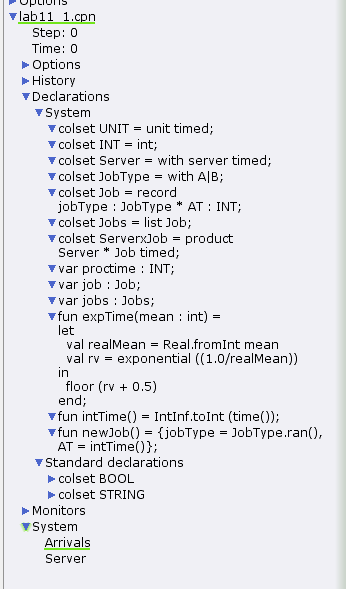 Options
lab11_1.cpn
Step: 0
Time: 0
Options
History
Declarations
System
colset UNIT = unit timed;
colset INT = int;
colset Server = with server timed;
colset JobType = with A|B;
colset Job = record
jobType : JobType * AT : INT;
colset Jobs = list Job;
colset ServerxJob = product
Server * Job timed;
var proctime : INT;
var job : Job;
var jobs : Jobs;
fun expTime(mean : int) =
let
val realMean = Real.fromInt mean
val rv = exponential ((1.0/realMean))
in
floor (rv + 0.5)
end;
fun intTime() = IntInf.toInt (time());
fun newJob() = {jobType = JobType.ran(),
AT = intTime()};
Standard declarations
colset BOOL
colset STRING
Monitors
System
Arrivals
Server